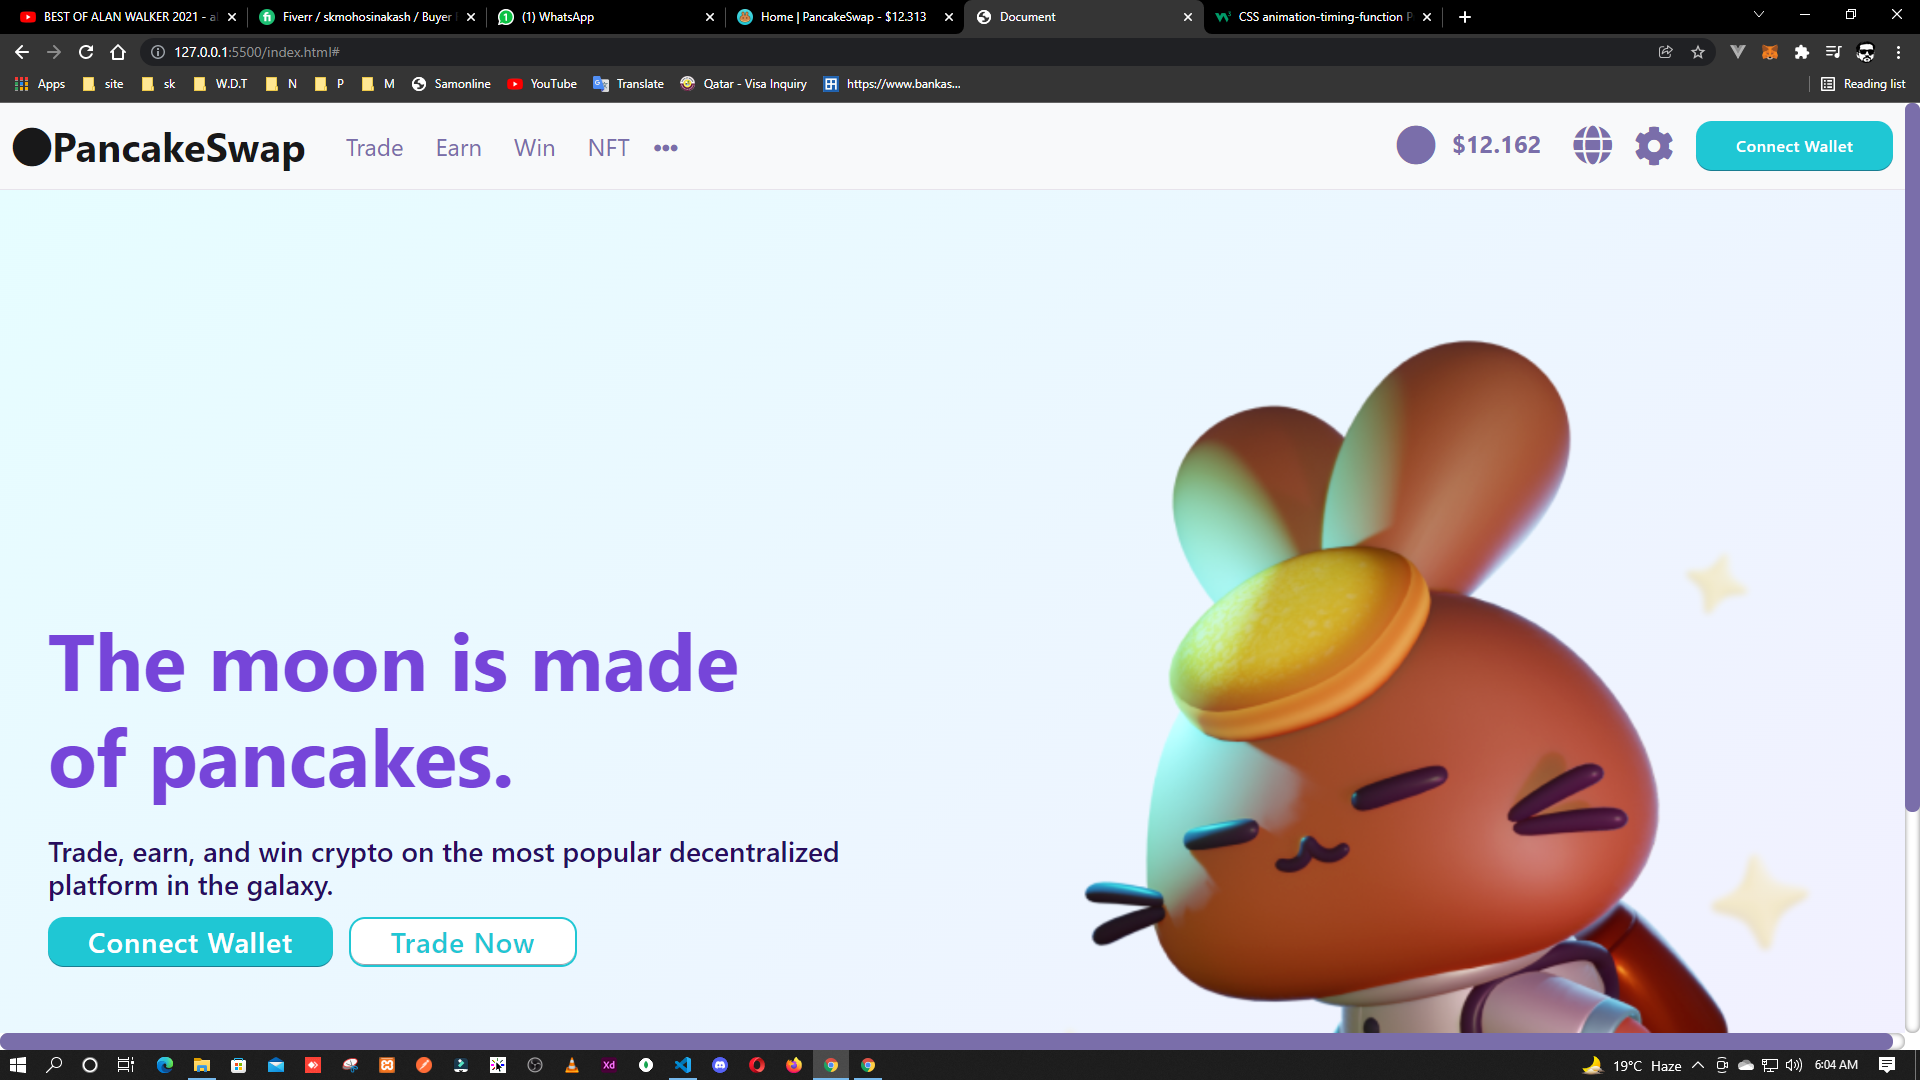 BEST OF ALAN WALKER 2021 - a
Fiverr / skmohosinakash / Buyer
(1) WhatsApp
Home | PancakeSwap - $12.313
Document
CSS animation-timing-function P
127.0.0.1:5500/index.html#
Apps
site
sk
W.D.T
N
P
M
Samonline
YouTube
Translate
Qatar - Visa Inquiry
https://www.bankas...
Reading list
PancakeSwap
Trade
Earn
Win
NFT
$12.162
Connect Wallet
The moon is made
of pancakes.
Trade, earn, and win crypto on the most popular decentralized
platform in the galaxy.
Connect Wallet
Trade Now
Xd
19°C Haze
6:04 AM